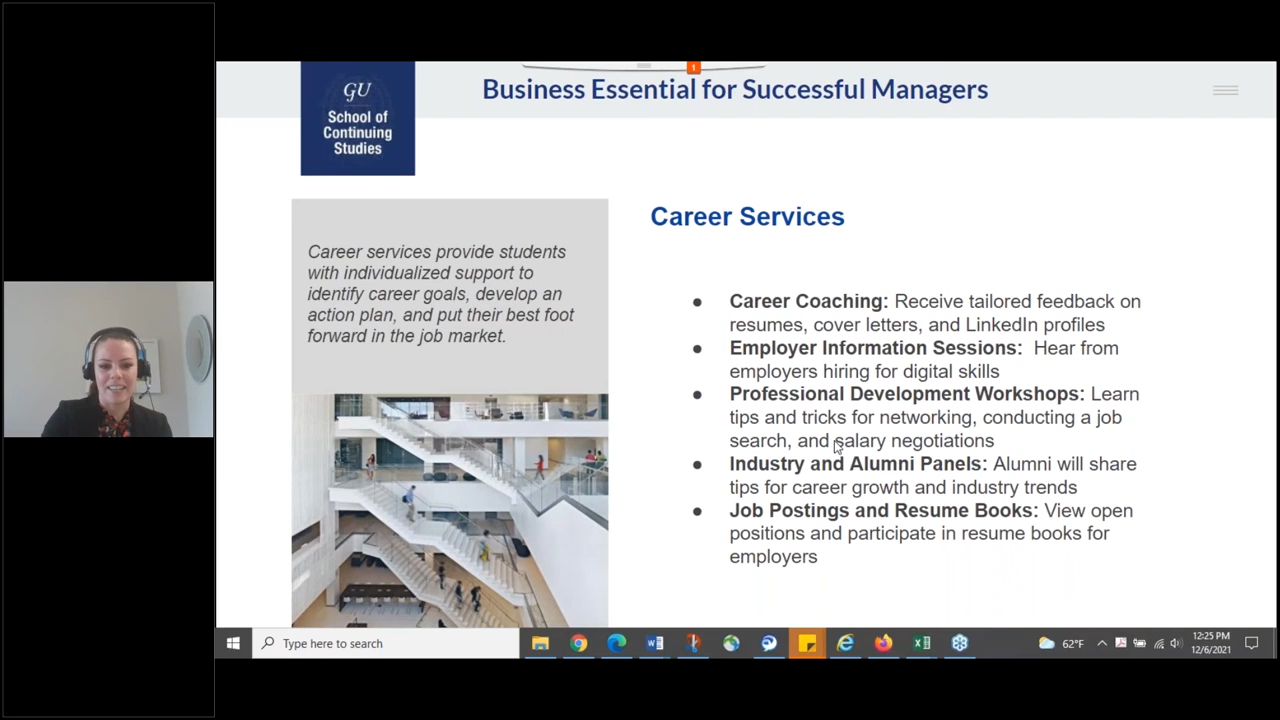 1
Business Essential for Successful Managers
GU
School of
Continuing
Studies
Career services provide students
with individualized support to
identify career goals, develop an
action plan, and put their best foot
forward in the job market.
Career Services
● Career Coaching: Receive tailored feedback on
resumes, cover letters, and LinkedIn profiles
● Employer Information Sessions: Hear from
employers hiring for digital skills
● Professional Development Workshops: Learn
tips and tricks for networking, conducting a job
search, and salary negotiations
● Industry and Alumni Panels: Alumni will share
tips for career growth and industry trends
● Job Postings and Resume Books: View open
positions and participate in resume books for
employers
Type here to search
62°F
12:25 PM
12/6/2021